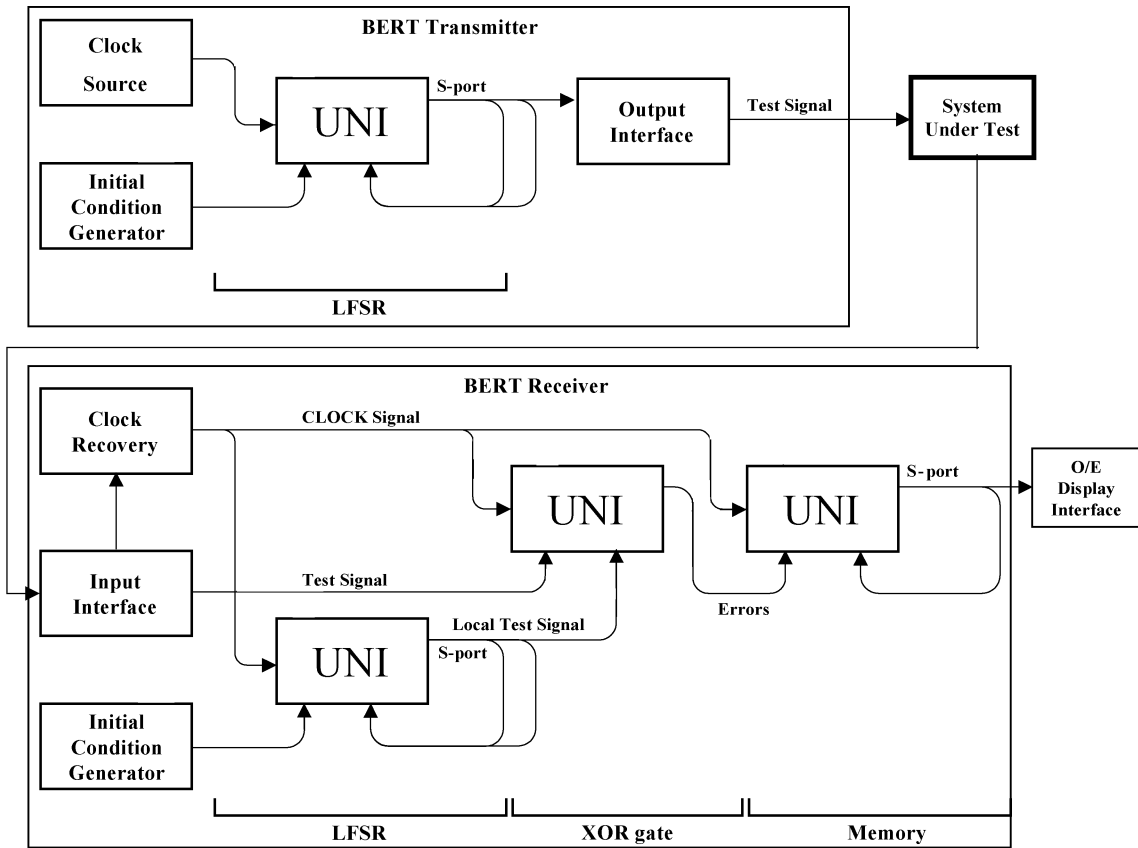 BERT Transmitter
Clock
Source
UNI
S-port
Output
Interface
Test Signal
System
Under Test
Initial
Condition
Generator
LFSR
BERT Receiver
Clock
Recovery
CLOCK Signal
UNI
UNI
S-port
O/E
Display
Interface
Input
Interface
Test Signal
Errors
Local Test Signal
S-port
UNI
Initial
Condition
Generator
LFSR
XOR gate
Memory